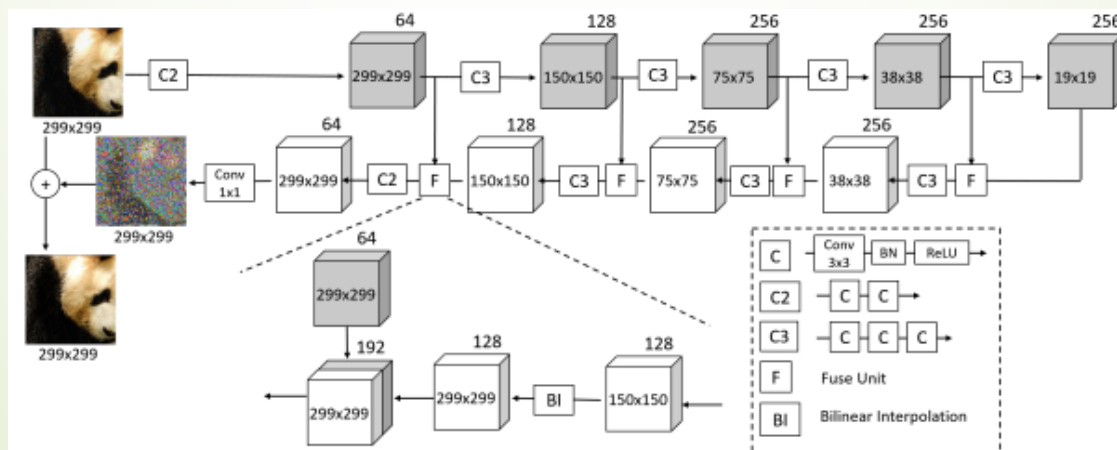 64
128
256
256
256
C2
299x299
C3
150x150
C3
75x75
C3
38x38
C3
19x19
299x299
64
128
256
256
+
299x299
Conv
1x1
299x299
C2
F
150x150
C3
F
75x75
C3
F
38x38
C3
F
299x299
64
299x299
192
299x299
128
299x299
BI
128
150x150
C
Conv
3x3
BN
ReLU
C2
C
C
C3
C
C
C
F
Fuse Unit
BI
Bilinear Interpolation